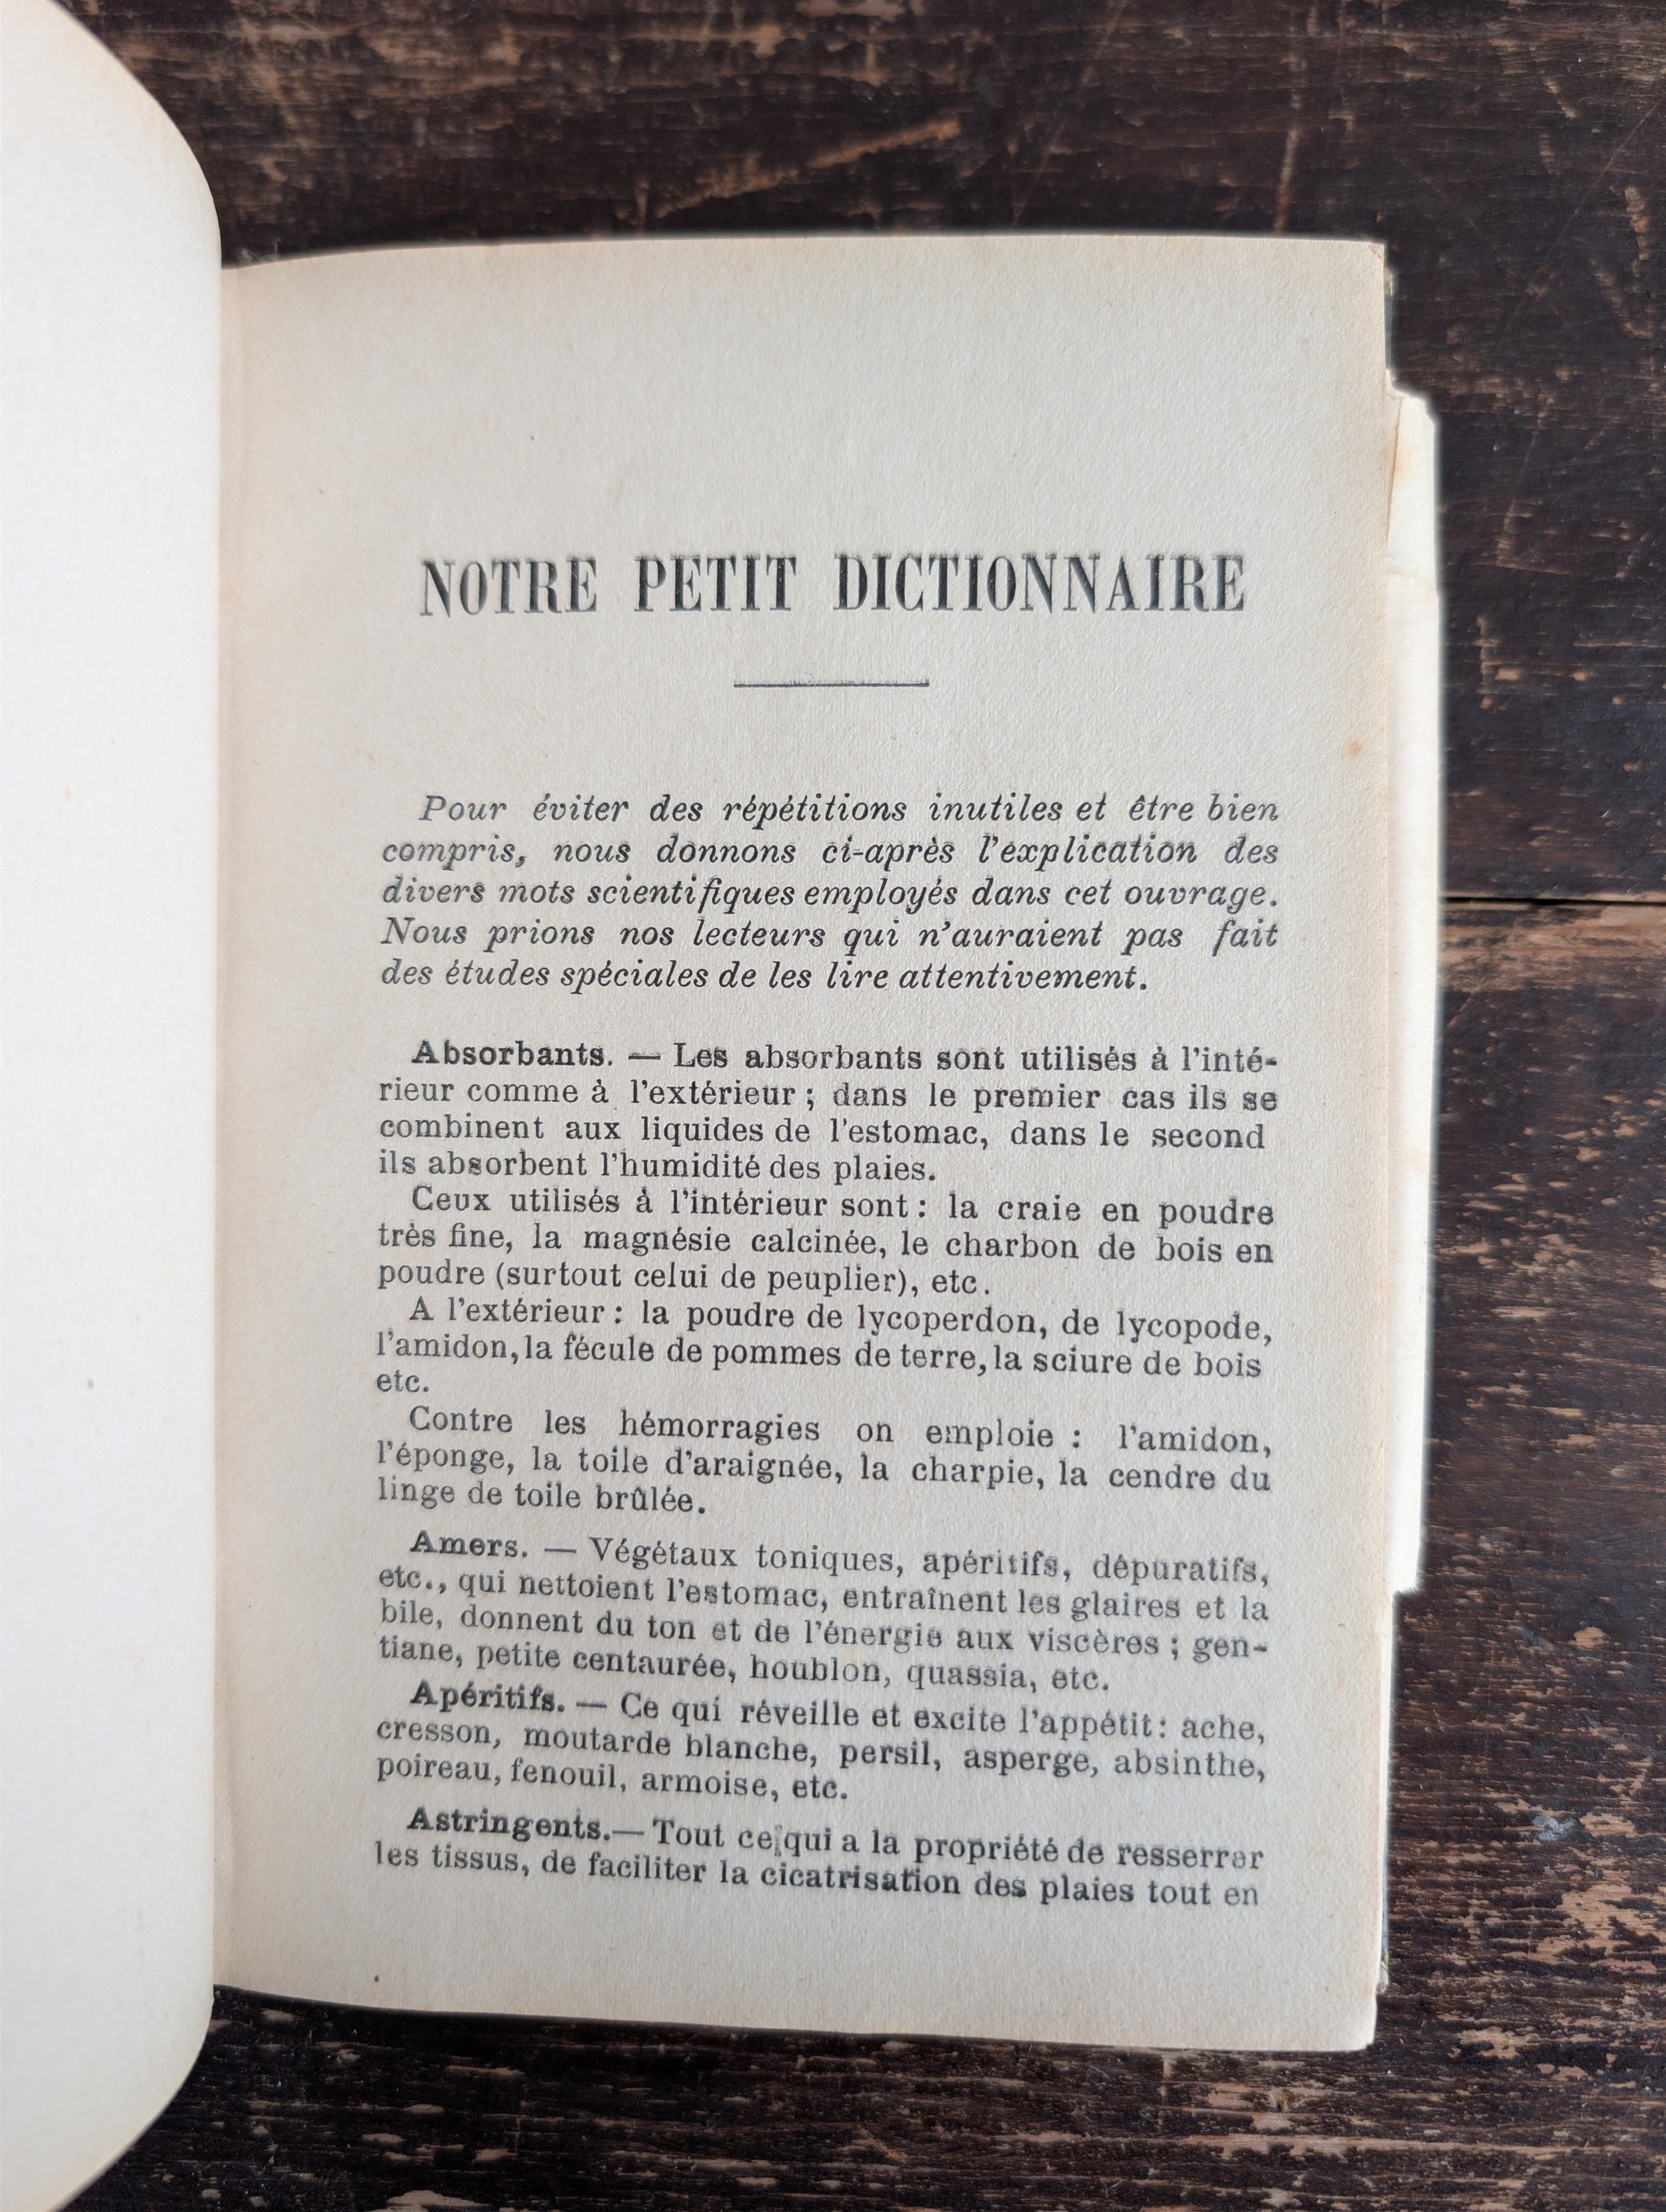 NOTRE PETIT DICTIONNAIRE
Pour éviter des répétitions inutiles et être bien
compris, nous donnons ci-après l'explication des
divers mots scientifiques employés dans cet ouvrage.
Nous prions nos lecteurs qui n'auraient pas fait
des études spéciales de les lire attentivement.
Absorbants. — Les absorbants sont utilisés à l'inté-
rieur comme à l'extérieur ; dans le premier cas ils se
combinent aux liquides de l'estomac, dans le second
ils absorbent l'humidité des plaies.
Ceux utilisés à l'intérieur sont : la craie en poudre
très fine, la magnésie calcinée, le charbon de bois en
poudre (surtout celui de peuplier), etc.
A l'extérieur : la poudre de lycoperdon, de lycopode,
l'amidon, la fécule de pommes de terre, la sciure de bois
etc.
Contre les hémorragies on emploie : l'amidon,
l'éponge, la toile d'araignée, la charpie, la cendre du
linge de toile brûlée.
Amers. — Végétaux toniques, apéritifs, dépuratifs,
etc., qui nettoient l'estomac, entraînent les glaires et la
bile, donnent du ton et de l'énergie aux viscères ; gen-
tiane, petite centaurée, houblon, quassia, etc.
Apéritifs. — Ce qui réveille et excite l'appétit : ache,
cresson, moutarde blanche, persil, asperge, absinthe,
poireau, fenouil, armoise, etc.
Astringents. — Tout ce qui a la propriété de resserrer
les tissus, de faciliter la cicatrisation des plaies tout en